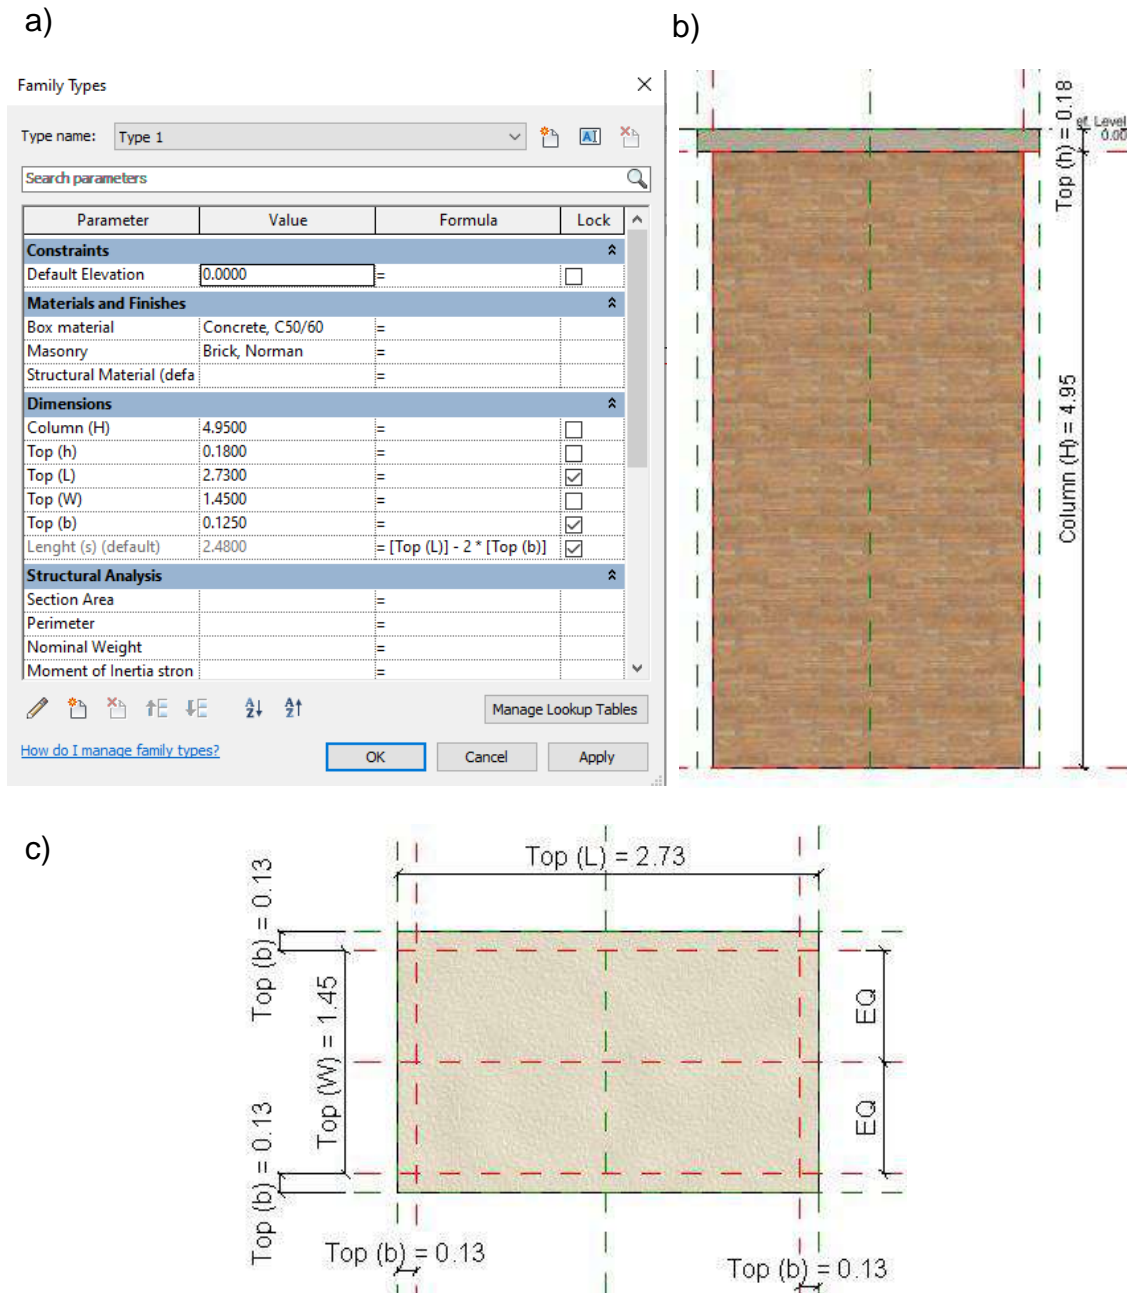 a)
b)
Family Types
Type name: Type 1
Search parameters
Parameter Value Formula Lock
Constraints
Default Elevation 0.0000 =
Materials and Finishes
Box material Concrete, C50/60 =
Masonry Brick, Norman =
Structural Material (defa =
Dimensions
Column (H) 4.9500 =
Top (h) 0.1800 =
Top (L) 2.7300 =
Top (W) 1.4500 =
Top (b) 0.1250 =
Lenght (s) (default) 2.4800 = [Top (L)] - 2 * [Top (b)]
Structural Analysis
Section Area =
Perimeter =
Nominal Weight =
Moment of Inertia stron =
Manage Lookup Tables
How do I manage family types?
OK Cancel Apply
Top (h) = 0.18
ef. Level
0.00
Column (H) = 4.95
c)
Top (L) = 2.73
Top (b) = 0.13
Top (W) = 1.45
Top (b) = 0.13
EQ
EQ
Top (b) = 0.13
Top (b) = 0.13